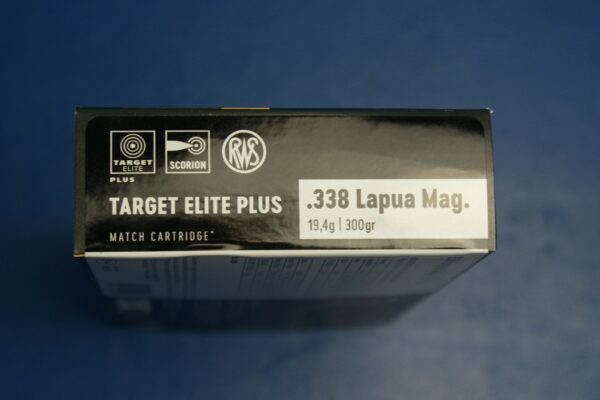 TARGET
ELITE
PLUS
SCORION
RWS
TARGET ELITE PLUS
.338 Lapua Mag.
19,4g | 300gr
MATCH CARTRIDGE*